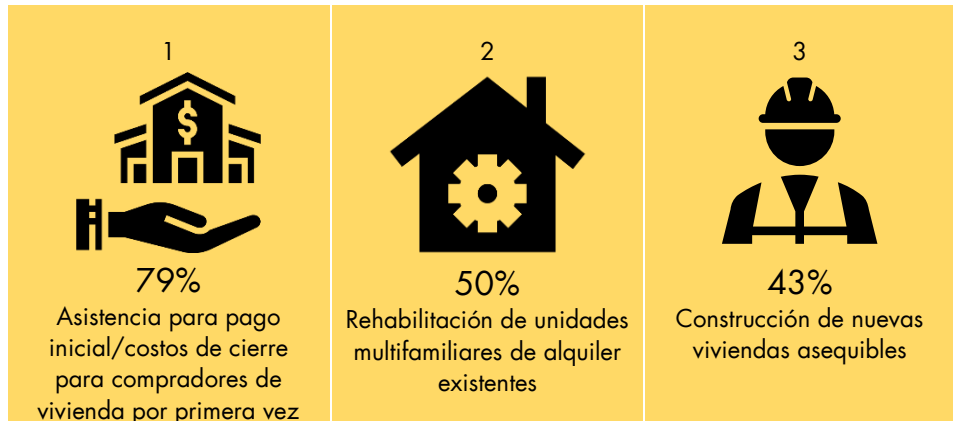 1
$
79%
Asistencia para pago
inicial/costos de cierre
para compradores de
vivienda por primera vez
2
50%
Rehabilitación de unidades
multifamiliares de alquiler
existentes
3
43%
Construcción de nuevas
viviendas asequibles